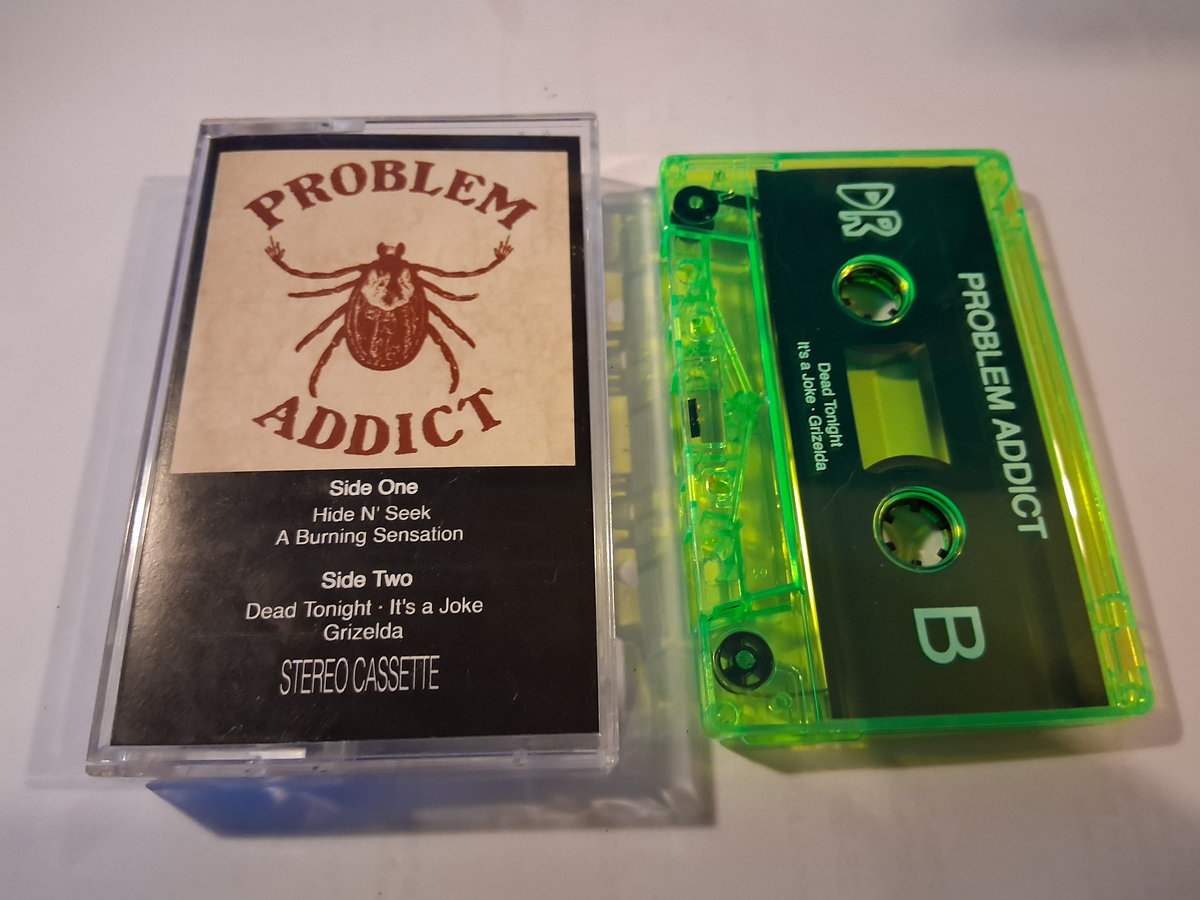 PROBLEM
ADDICT
Side One
Hide N' Seek
A Burning Sensation
Side Two
Dead Tonight · It's a Joke
Grizelda
STEREO CASSETTE
DR
PROBLEM ADDICT
Dead Tonight
It's a Joke · Grizelda
B